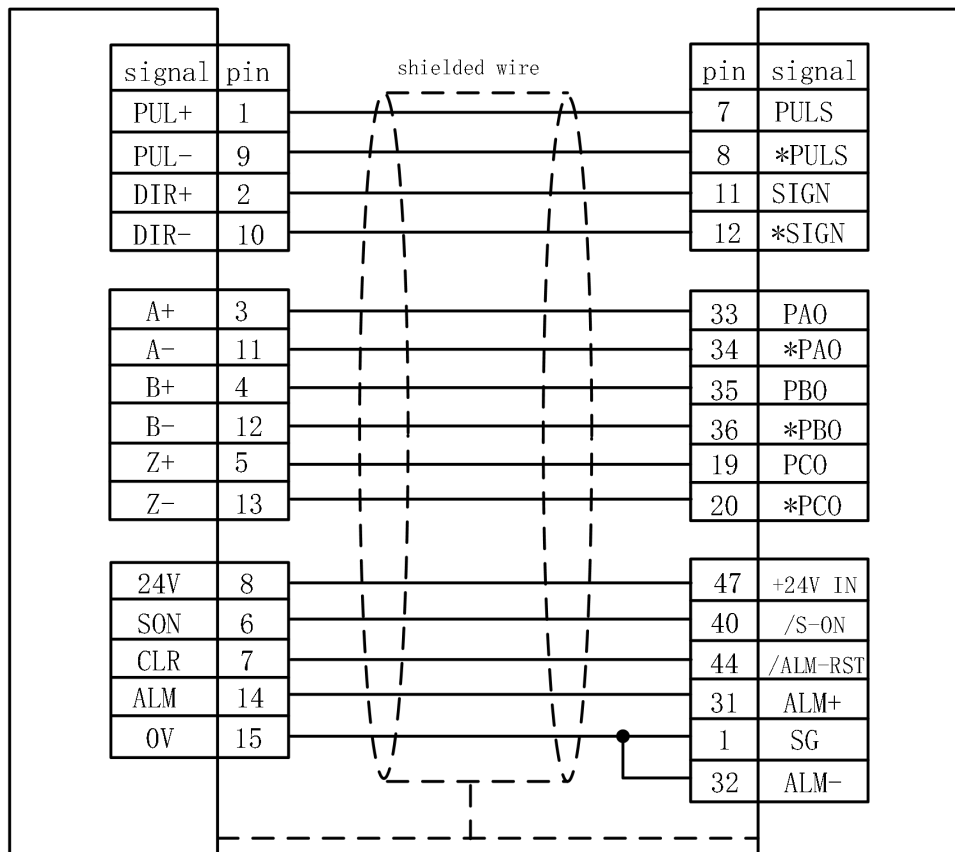 shielded wire
signal pin pin signal
PUL+ 1 7 PULS
PUL- 9 8 *PULS
DIR+ 2 11 SIGN
DIR- 10 12 *SIGN
A+ 3 33 PAO
A- 11 34 *PAO
B+ 4 35 PBO
B- 12 36 *PBO
Z+ 5 19 PCO
Z- 13 20 *PCO
24V 8 47 +24V IN
SON 6 40 /S-ON
CLR 7 44 /ALM-RST
ALM 14 31 ALM+
0V 15 1 SG
32 ALM-